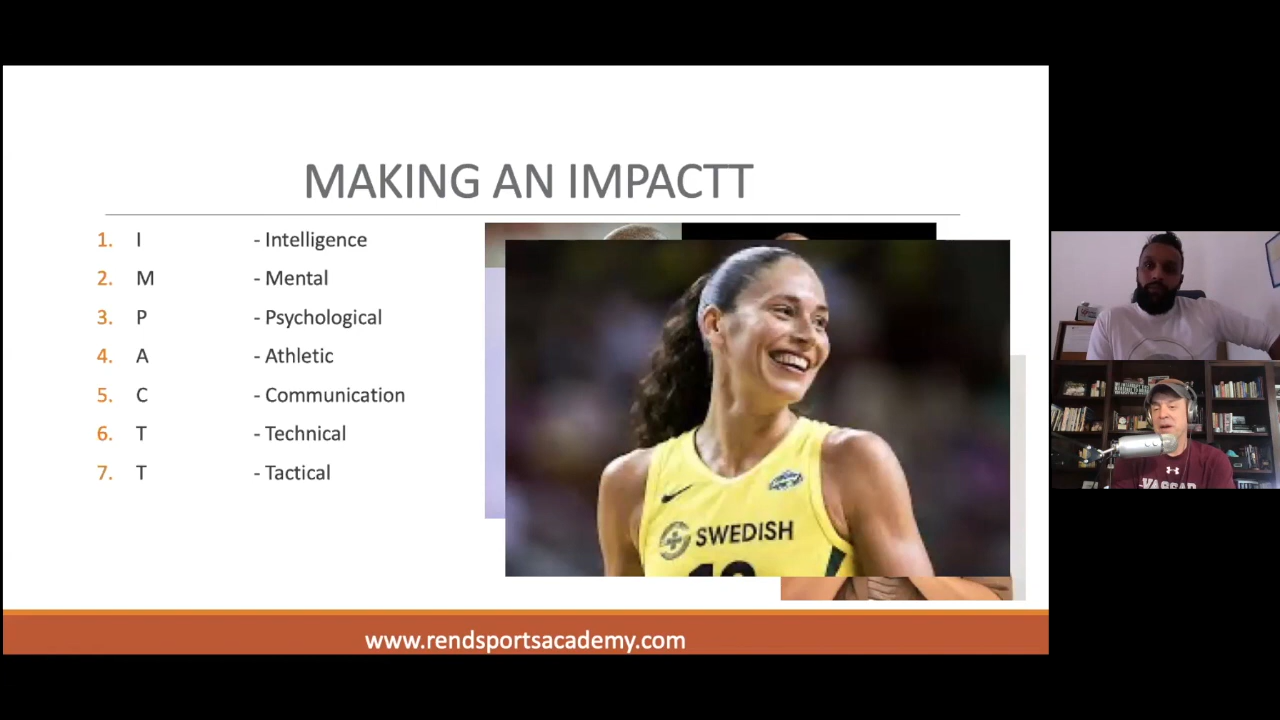 MAKING AN IMPACTT
1. I - Intelligence
2. M - Mental
3. P - Psychological
4. A - Athletic
5. C - Communication
6. T - Technical
7. T - Tactical
SWEDISH
VASSAR
www.rendsportsacademy.com